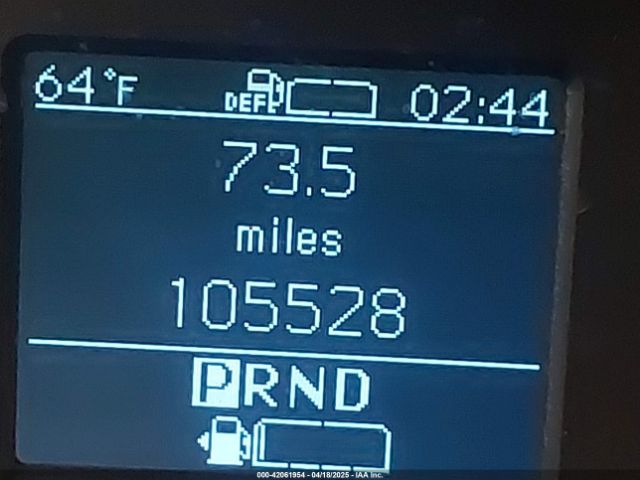 64°F DEF 02:44
73.5
miles
105528
PRND
000-42061954 - 04/18/2025 - IAA Inc.